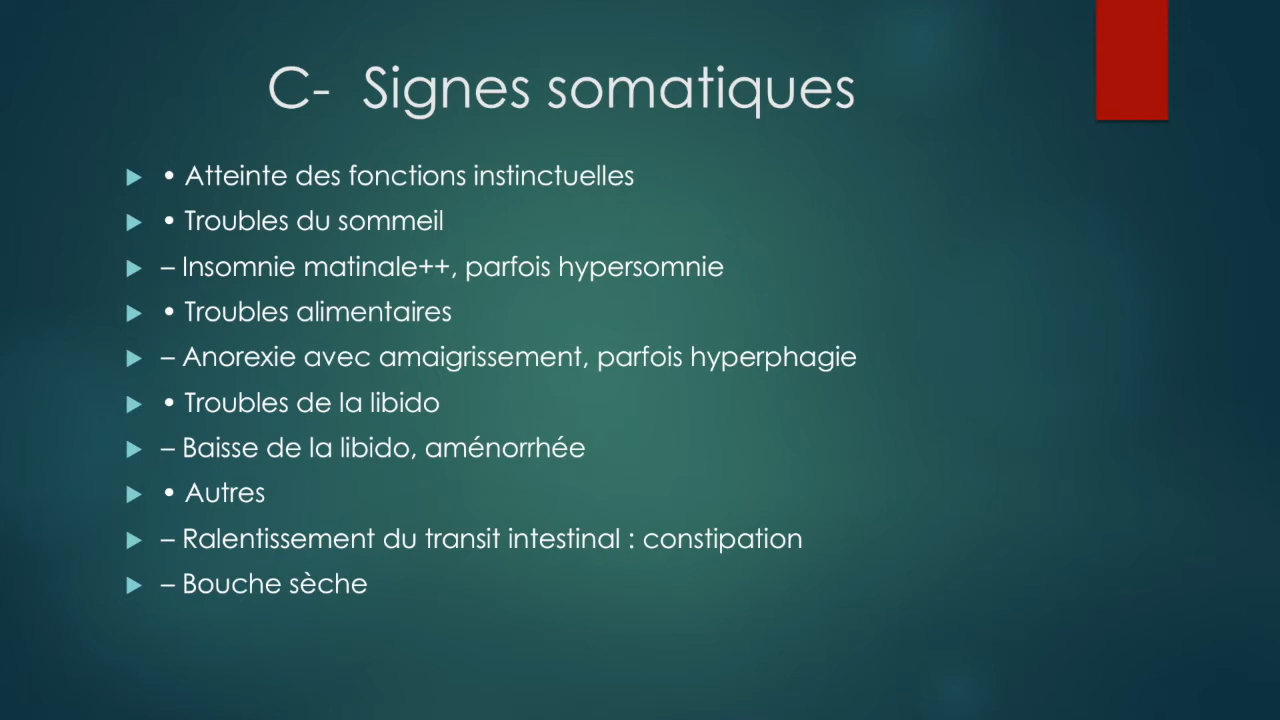 C- Signes somatiques
• Atteinte des fonctions instinctuelles
• Troubles du sommeil
– Insomnie matinale++, parfois hypersomnie
• Troubles alimentaires
– Anorexie avec amaigrissement, parfois hyperphagie
• Troubles de la libido
– Baisse de la libido, aménorrhée
• Autres
– Ralentissement du transit intestinal : constipation
– Bouche sèche